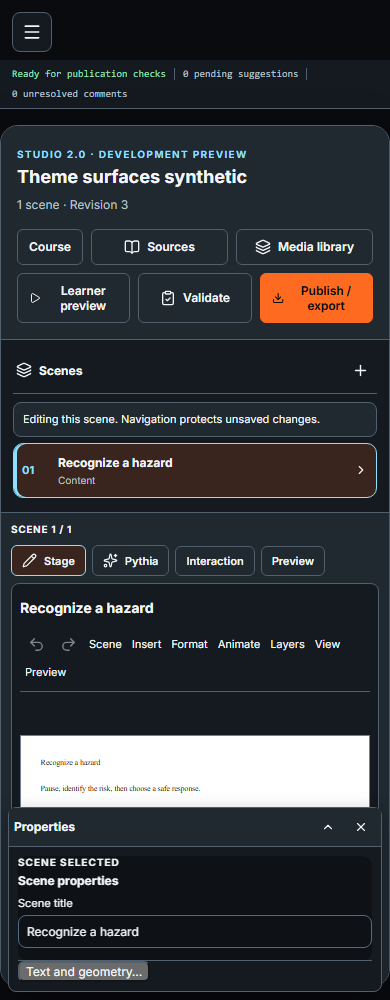 Ready for publication checks | 0 pending suggestions |
0 unresolved comments
STUDIO 2.0 · DEVELOPMENT PREVIEW
Theme surfaces synthetic
1 scene · Revision 3
Course
Sources
Media library
Learner
preview
Validate
Publish /
export
Scenes
Editing this scene. Navigation protects unsaved changes.
01
Recognize a hazard
Content
SCENE 1 / 1
Stage
Pythia
Interaction
Preview
Recognize a hazard
Scene Insert Format Animate Layers View
Preview
Recognize a hazard
Pause, identify the risk, then choose a safe response.
Properties
SCENE SELECTED
Scene properties
Scene title
Recognize a hazard
Text and geometry...